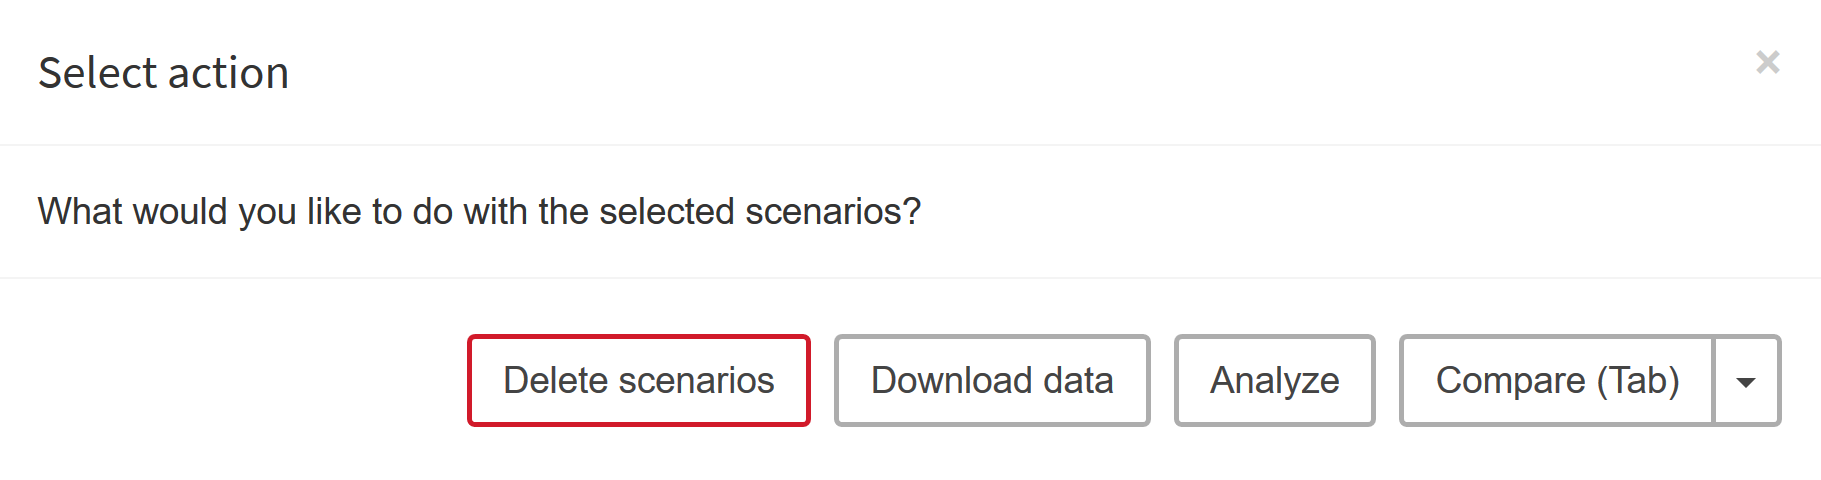 Select action
×
What would you like to do with the selected scenarios?
Delete scenarios Download data Analyze Compare (Tab)